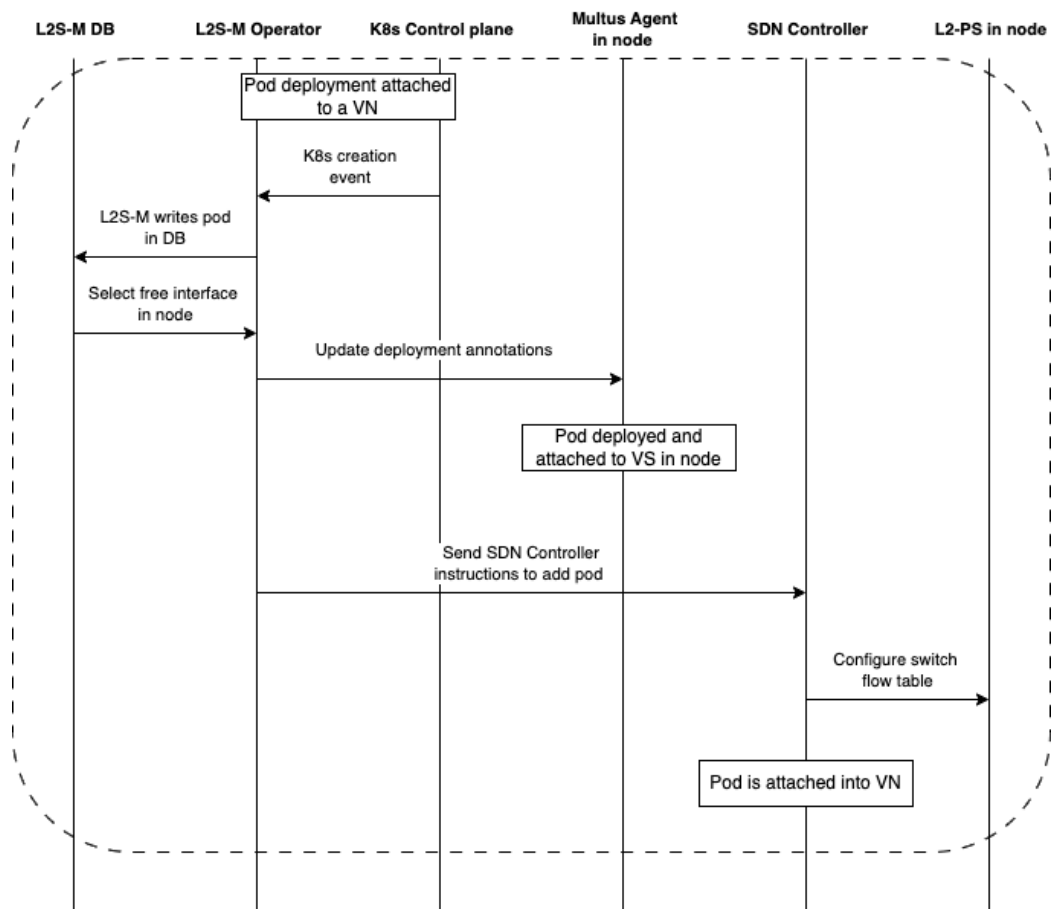 L2S-M DB
L2S-M Operator
K8s Control plane
Multus Agent
in node
SDN Controller
L2-PS in node
Pod deployment attached
to a VN
K8s creation
event
L2S-M writes pod
in DB
Select free interface
in node
Update deployment annotations
Pod deployed and
attached to VS in node
Send SDN Controller
instructions to add pod
Configure switch
flow table
Pod is attached into VN